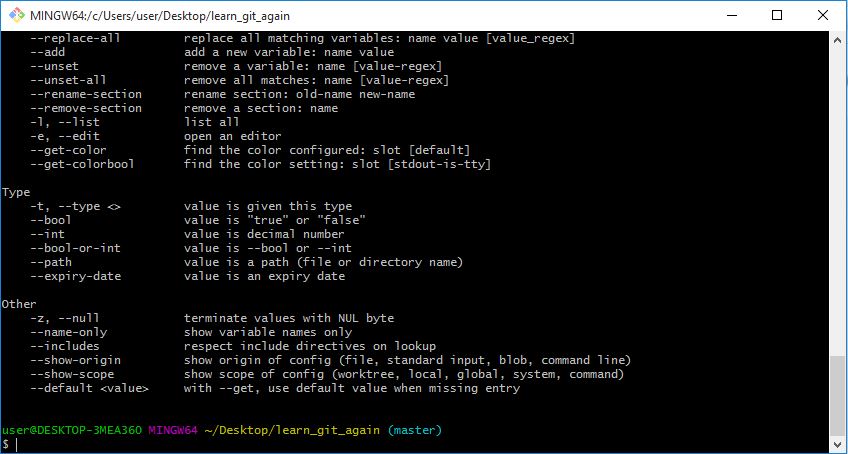 MINGW64:/c/Users/user/Desktop/learn_git_again
--replace-all replace all matching variables: name value [value_regex]
--add add a new variable: name value
--unset remove a variable: name [value-regex]
--unset-all remove all matches: name [value-regex]
--rename-section rename section: old-name new-name
--remove-section remove a section: name
-l, --list list all
-e, --edit open an editor
--get-color find the color configured: slot [default]
--get-colorbool find the color setting: slot [stdout-is-tty]
Type
-t, --type <> value is given this type
--bool value is "true" or "false"
--int value is decimal number
--bool-or-int value is --bool or --int
--path value is a path (file or directory name)
--expiry-date value is an expiry date
Other
-z, --null terminate values with NUL byte
--name-only show variable names only
--includes respect include directives on lookup
--show-origin show origin of config (file, standard input, blob, command line)
--show-scope show scope of config (worktree, local, global, system, command)
--default <value> with --get, use default value when missing entry
user@DESKTOP-3MEA36O MINGW64 ~/Desktop/learn_git_again (master)
$